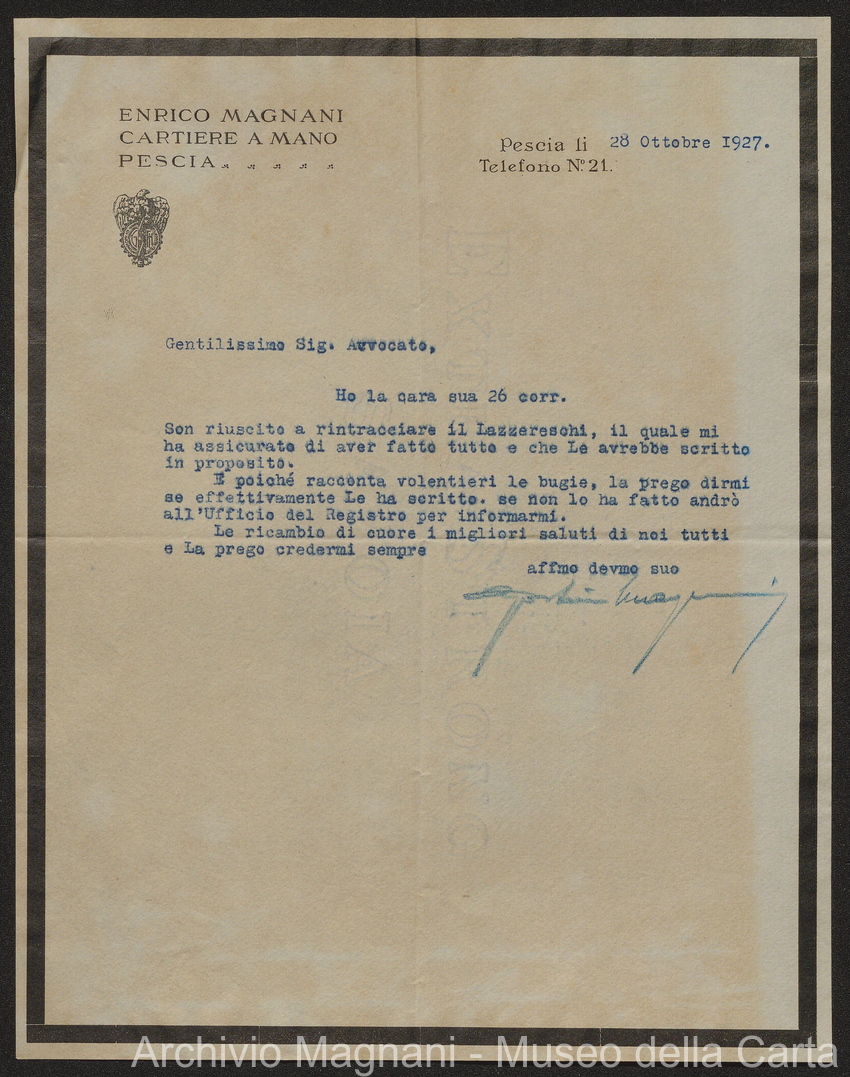 ENRICO MAGNANI
CARTIERE A MANO
PESCIA
Pescia li 28 Ottobre 1927.
Telefono Nº 21.
Gentilissimo Sig. Avvocato,
Ho la cara sua 26 corr.
Son riuscito a rintracciare il Lazzereschi, il quale mi
ha assicurato di aver fatto tutto e che Le avrebbe scritto
in proposito.
E poiché racconta volentieri le bugie, la prego dirmi
se effettivamente Le ha scritto. se non lo ha fatto andrò
all'Ufficio del Registro per informarmi.
Le ricambio di cuore i migliori saluti di noi tutti
e La prego credermi sempre
affmo devmo suo
Magnani
Archivio Magnani - Museo della Carta